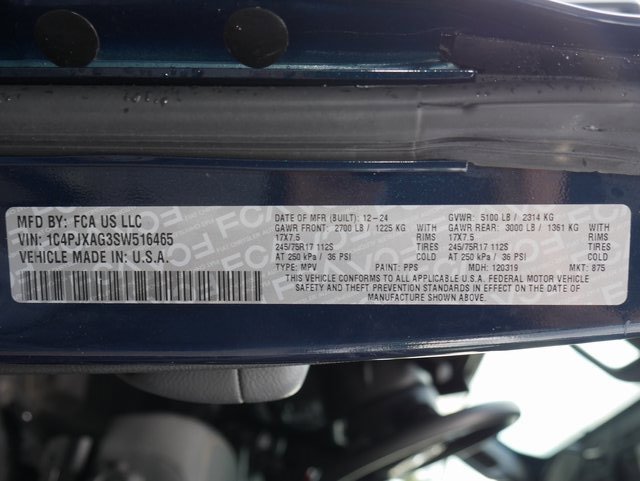 MFD BY: FCA US LLC
VIN: 1C4PJXAG3SW516465
VEHICLE MADE IN: U.S.A.
DATE OF MFR (BUILT): 12-24 GVWR: 5100 LB / 2314 KG
GAWR FRONT: 2700 LB / 1225 KG GAWR REAR: 3000 LB / 1361 KG
17X7.5 TIRES 17X7.5 TIRES
245/75R17 112S COLD 245/75R17 112S COLD
AT 250 kPa / 36 PSI AT 250 kPa / 36 PSI
TYPE: MPV PAINT: PPS MDH: 120319 MKT: 875
THIS VEHICLE CONFORMS TO ALL APPLICABLE U.S.A. FEDERAL MOTOR VEHICLE
SAFETY AND THEFT PREVENTION STANDARDS IN EFFECT ON THE DATE OF
MANUFACTURE SHOWN ABOVE.